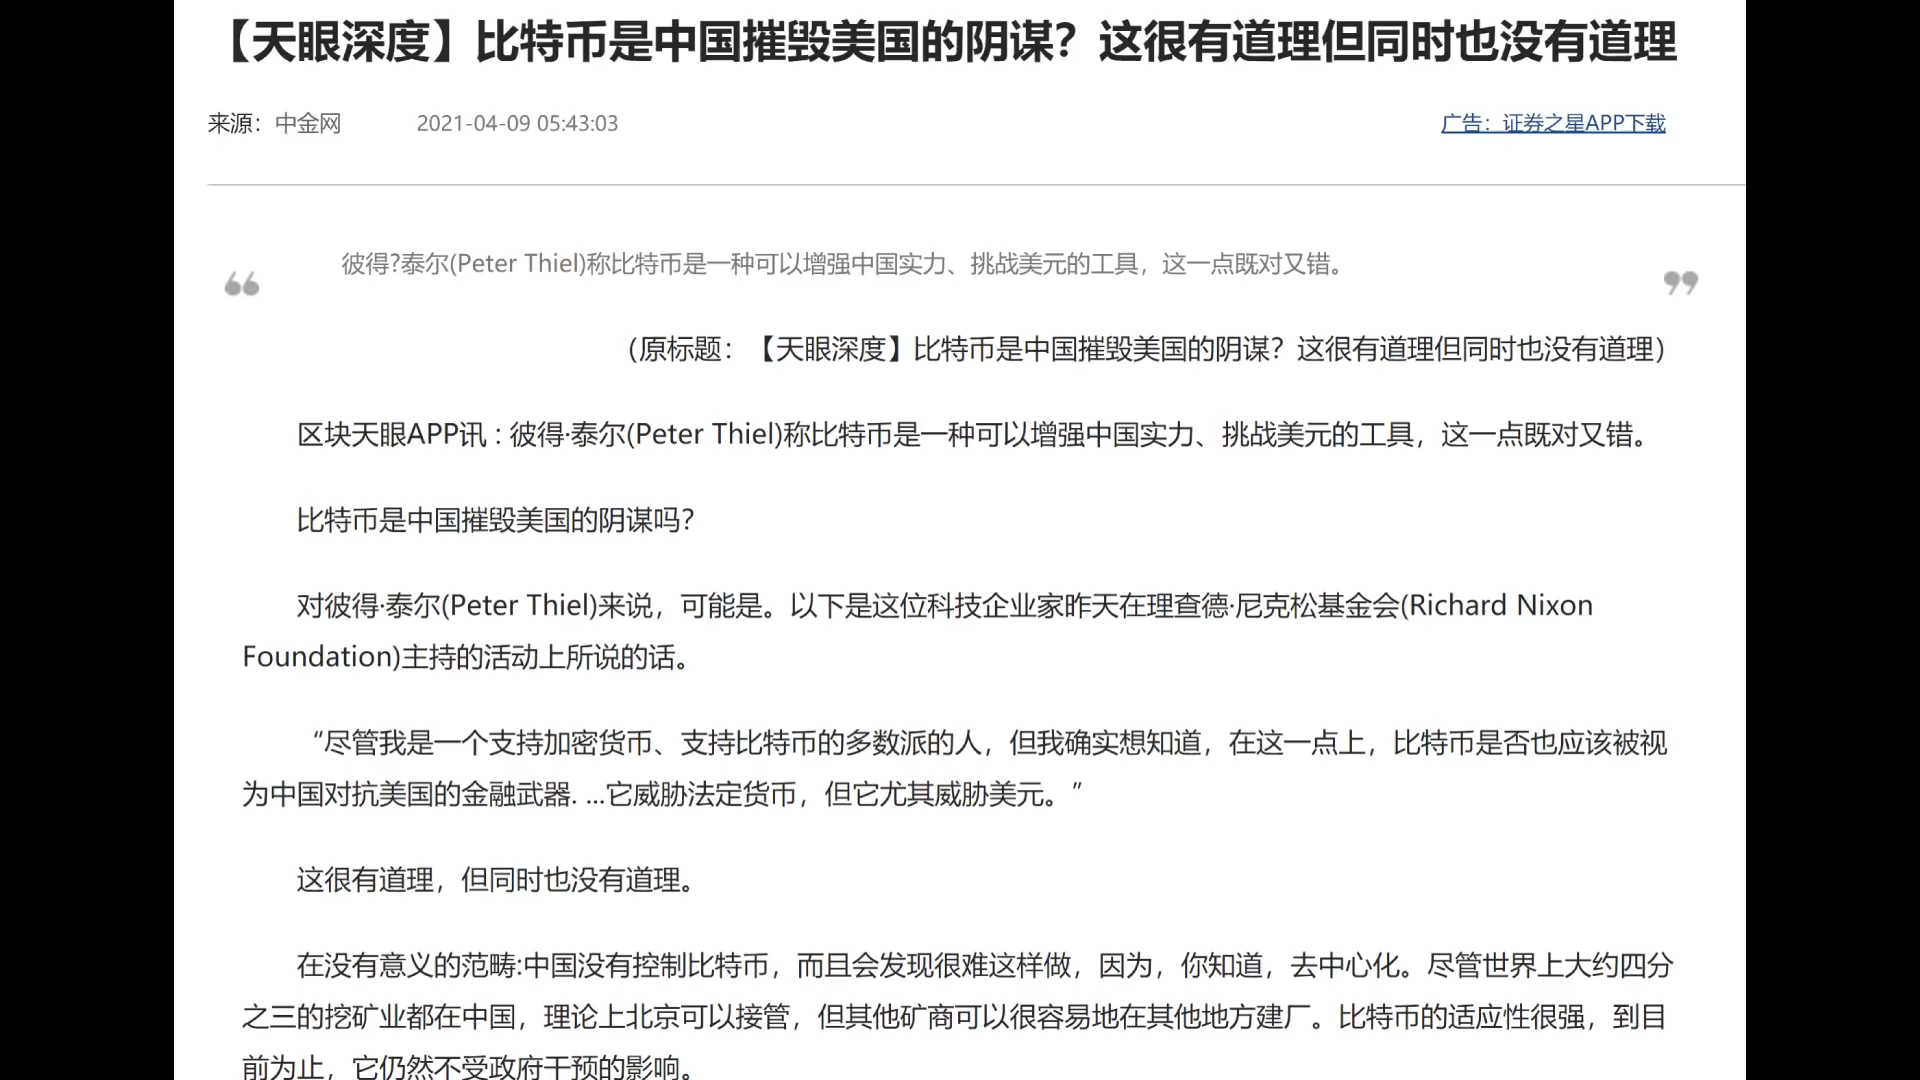 【天眼深度】比特币是中国摧毁美国的阴谋？这很有道理但同时也没有道理
来源：中金网 2021-04-09 05:43:03 广告：证券之星APP下载
“ 彼得?泰尔(Peter Thiel)称比特币是一种可以增强中国实力、挑战美元的工具，这一点既对又错。 ”
（原标题：【天眼深度】比特币是中国摧毁美国的阴谋？这很有道理但同时也没有道理）
区块天眼APP讯 : 彼得·泰尔(Peter Thiel)称比特币是一种可以增强中国实力、挑战美元的工具，这一点既对又错。
比特币是中国摧毁美国的阴谋吗？
对彼得·泰尔(Peter Thiel)来说，可能是。以下是这位科技企业家昨天在理查德·尼克松基金会(Richard Nixon
Foundation)主持的活动上所说的话。
“尽管我是一个支持加密货币、支持比特币的多数派的人，但我确实想知道，在这一点上，比特币是否也应该被视
为中国对抗美国的金融武器. ...它威胁法定货币，但它尤其威胁美元。”
这很有道理，但同时也没有道理。
在没有意义的范畴:中国没有控制比特币，而且会发现很难这样做，因为，你知道，去中心化。尽管世界上大约四分
之三的挖矿业都在中国，理论上北京可以接管，但其他矿商可以很容易地在其他地方建厂。比特币的适应性很强，到目
前为止，它仍然不受政府干预的影响。